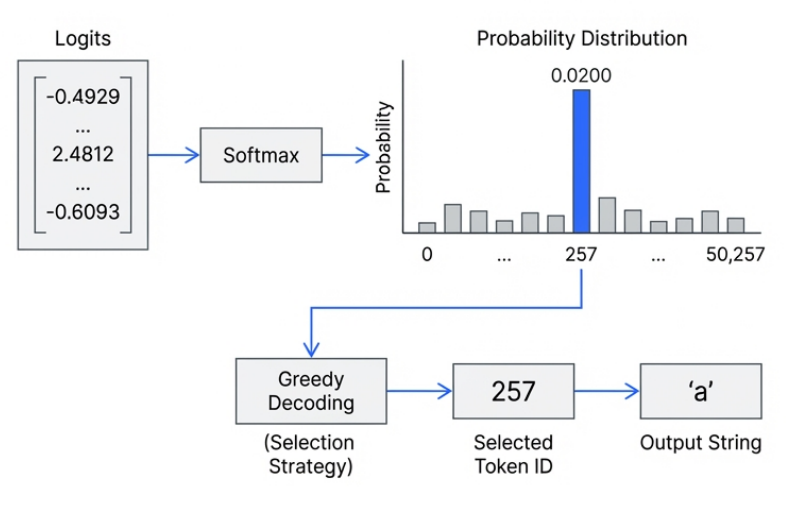 Logits
-0.4929
...
2.4812
...
-0.6093
Softmax
Probability Distribution
Probability
0.0200
0
...
257
...
50,257
Greedy
Decoding
(Selection
Strategy)
257
Selected
Token ID
‘a’
Output String